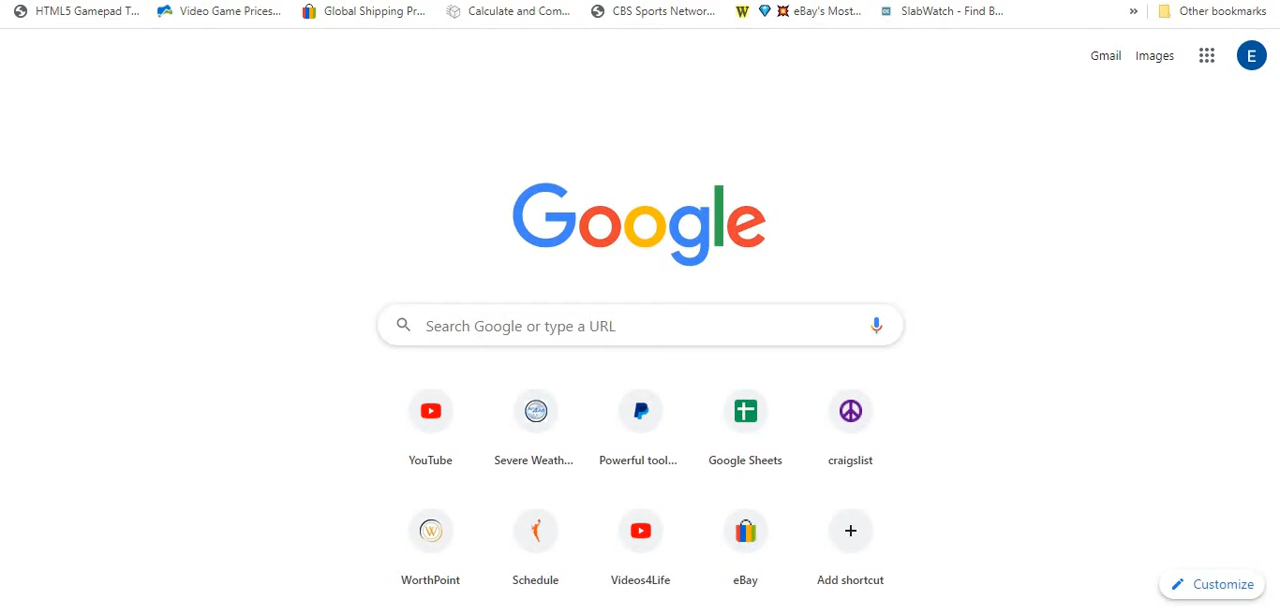 HTML5 Gamepad T... Video Game Prices... Global Shipping Pr... Calculate and Com... CBS Sports Networ... W eBay's Most... SlabWatch - Find B... » Other bookmarks
Gmail Images E
Google
Search Google or type a URL
YouTube Severe Weath... Powerful tool... Google Sheets craigslist
WorthPoint Schedule Videos4Life eBay Add shortcut
Customize